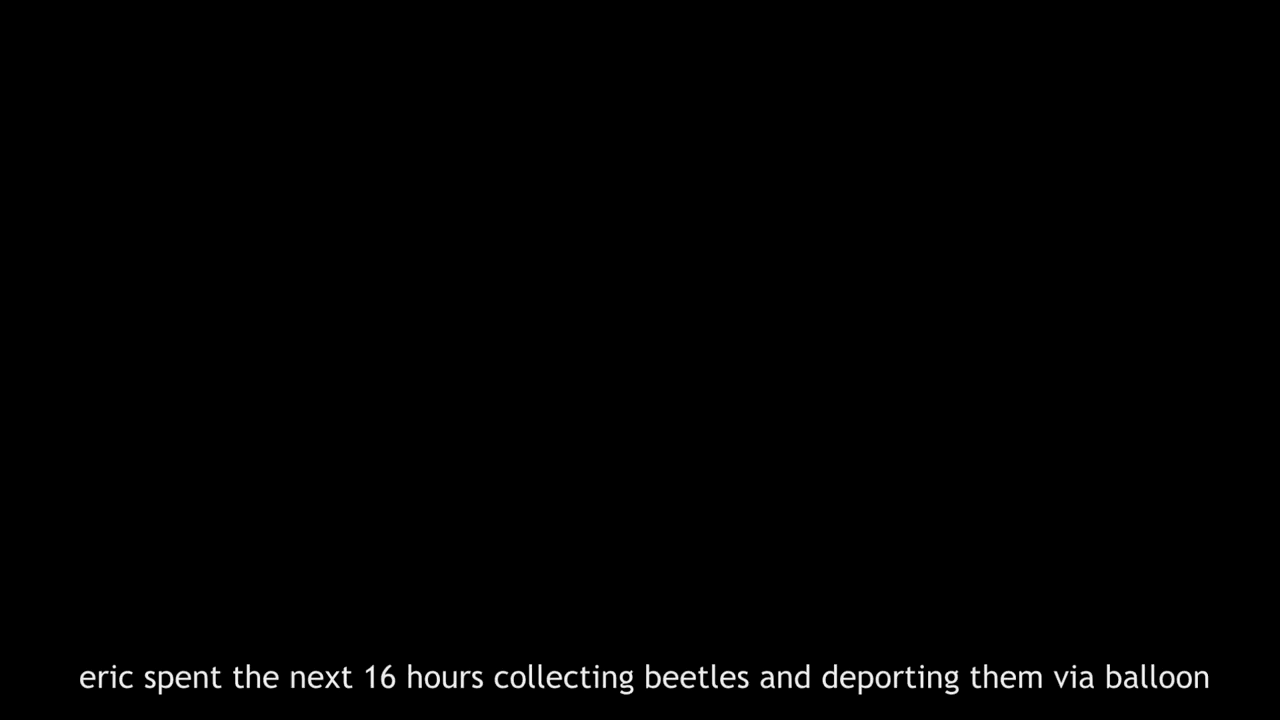 eric spent the next 16 hours collecting beetles and deporting them via balloon